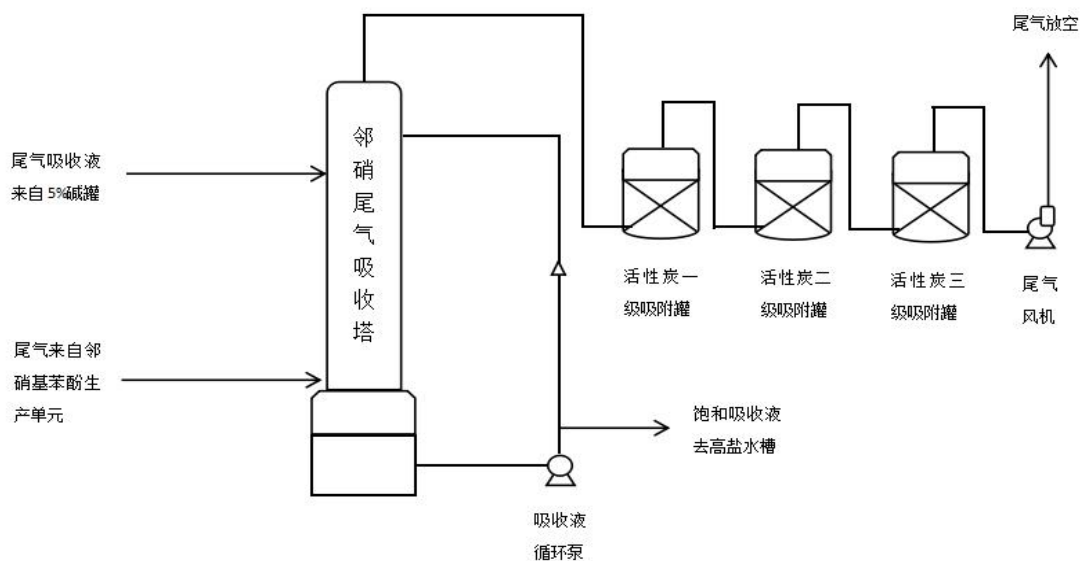 尾气放空
邻硝尾气吸收塔
尾气吸收液
来自5%碱罐
活性炭一
级吸附罐
活性炭二
级吸附罐
活性炭三
级吸附罐
尾气
风机
尾气来自邻
硝基苯酚生
产单元
饱和吸收液
去高盐水槽
吸收液
循环泵